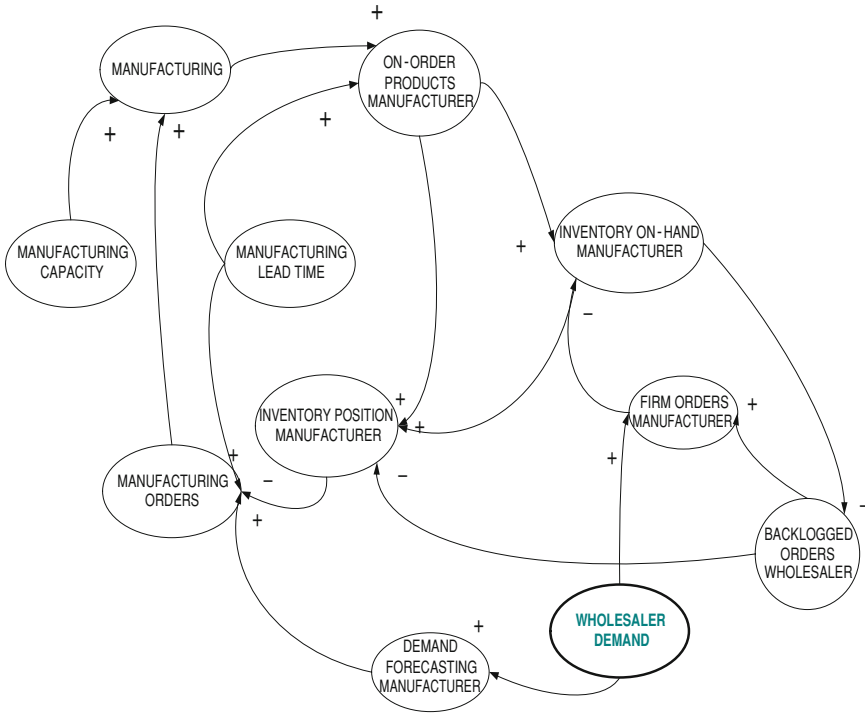 +
MANUFACTURING
ON-ORDER
PRODUCTS
MANUFACTURER
+
+
+
MANUFACTURING
CAPACITY
MANUFACTURING
LEAD TIME
+
INVENTORY ON-HAND
MANUFACTURER
–
INVENTORY POSITION
MANUFACTURER
+
+
FIRM ORDERS
MANUFACTURER
+
+
–
MANUFACTURING
ORDERS
+
–
+
–
BACKLOGGED
ORDERS
WHOLESALER
WHOLESALER
DEMAND
+
DEMAND
FORECASTING
MANUFACTURER